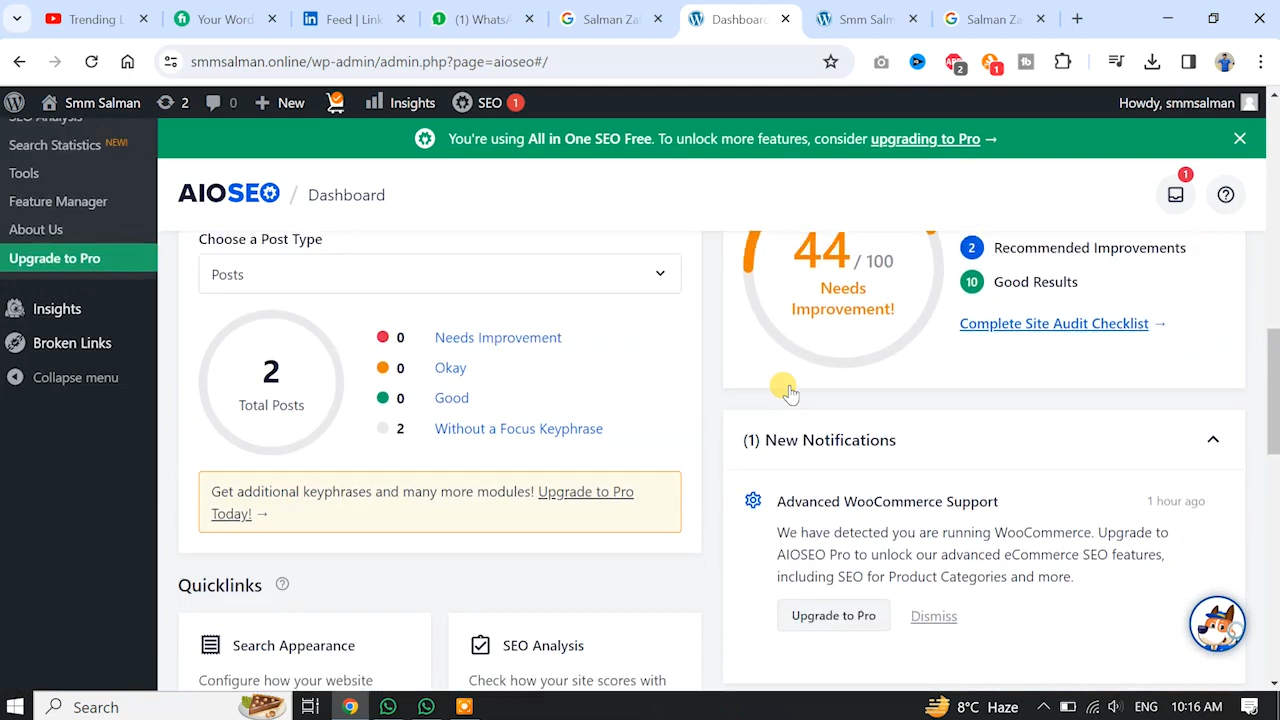 Trending
Your Word
Feed | Link
(1) WhatsA
Salman Za
Dashboard
Smm Salm
Salman Za
smmsalman.online/wp-admin/admin.php?page=aioseo#/
2
1
Smm Salman
2
0
New
Insights
SEO
1
Howdy, smmsalman
SEO Analysis
Search Statistics NEW!
Tools
Feature Manager
About Us
Upgrade to Pro
Insights
Broken Links
Collapse menu
You're using All in One SEO Free. To unlock more features, consider upgrading to Pro →
AIOSEO / Dashboard
1
Choose a Post Type
Posts
2
Total Posts
0 Needs Improvement
0 Okay
0 Good
2 Without a Focus Keyphrase
Get additional keyphrases and many more modules! Upgrade to Pro
Today! →
Quicklinks
Search Appearance
Configure how your website
SEO Analysis
Check how your site scores with
44 / 100
Needs
Improvement!
2 Recommended Improvements
10 Good Results
Complete Site Audit Checklist →
(1) New Notifications
Advanced WooCommerce Support
1 hour ago
We have detected you are running WooCommerce. Upgrade to
AIOSEO Pro to unlock our advanced eCommerce SEO features,
including SEO for Product Categories and more.
Upgrade to Pro
Dismiss
Search
8°C Haze
ENG
10:16 AM